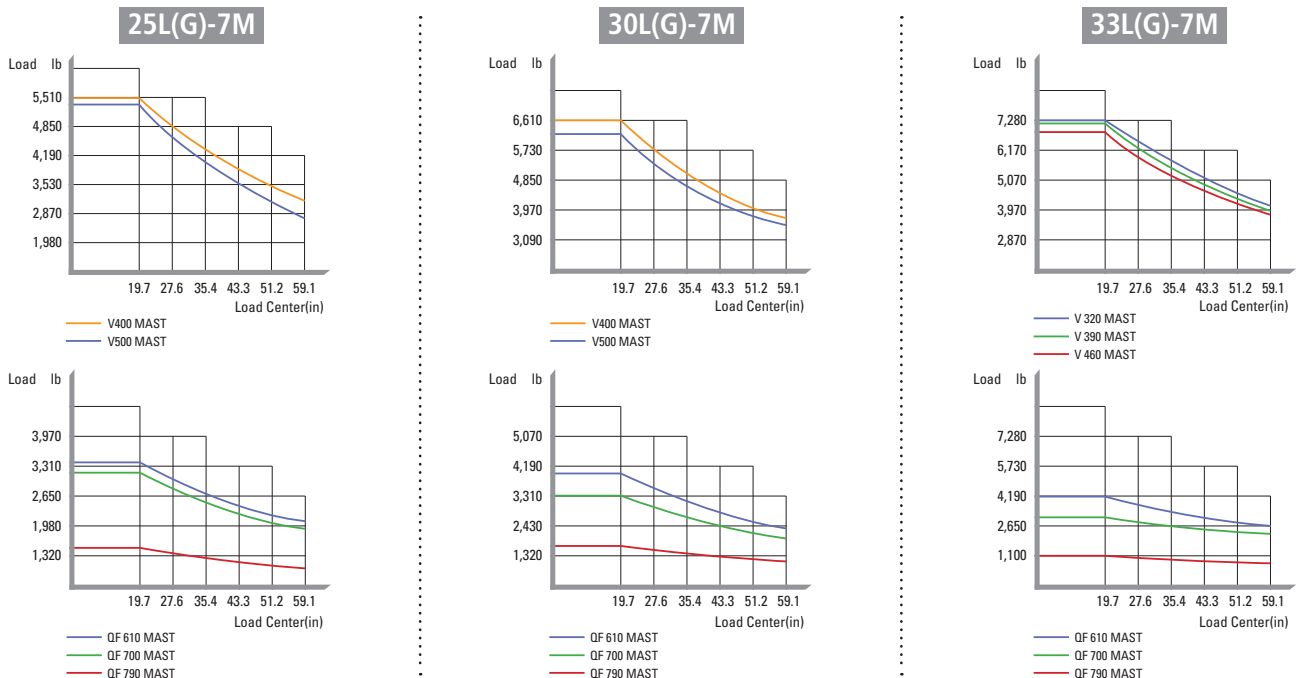 25L(G)-7M
Load lb
5,510
4,850
4,190
3,530
2,870
1,980
19.7 27.6 35.4 43.3 51.2 59.1
Load Center(in)
V400 MAST
V500 MAST
Load lb
3,970
3,310
2,650
1,980
1,320
19.7 27.6 35.4 43.3 51.2 59.1
Load Center(in)
QF 610 MAST
QF 700 MAST
QF 790 MAST
30L(G)-7M
Load lb
6,610
5,730
4,850
3,970
3,090
19.7 27.6 35.4 43.3 51.2 59.1
Load Center(in)
V400 MAST
V500 MAST
Load lb
5,070
4,190
3,310
2,430
1,320
19.7 27.6 35.4 43.3 51.2 59.1
Load Center(in)
QF 610 MAST
QF 700 MAST
QF 790 MAST
33L(G)-7M
Load lb
7,280
6,170
5,070
3,970
2,870
19.7 27.6 35.4 43.3 51.2 59.1
Load Center(in)
V 320 MAST
V 390 MAST
V 460 MAST
Load lb
7,280
5,730
4,190
2,650
1,100
19.7 27.6 35.4 43.3 51.2 59.1
Load Center(in)
QF 610 MAST
QF 700 MAST
QF 790 MAST